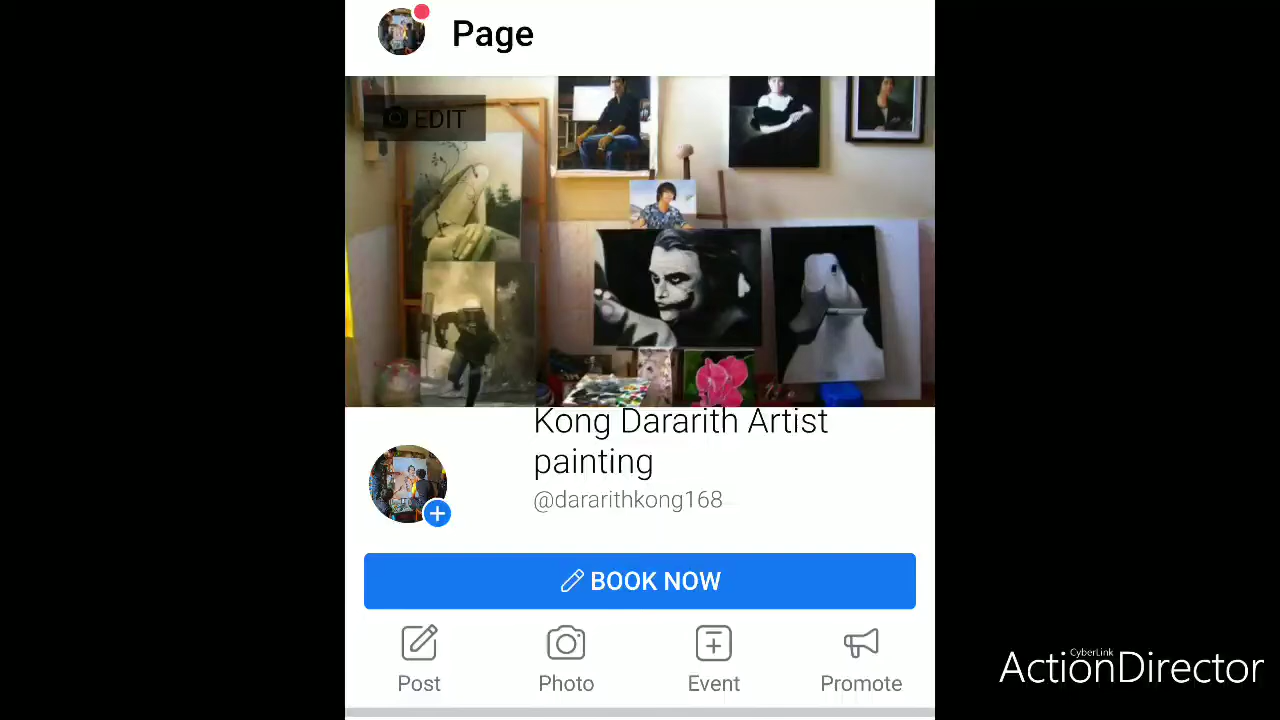 Page
EDIT
Kong Dararith Artist
painting
@dararithkong168
BOOK NOW
Post
Photo
Event
Promote
CyberLink
ActionDirector